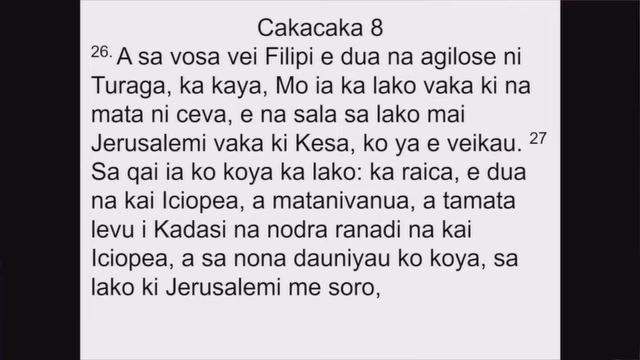 Cakacaka 8
26. A sa vosa vei Filipi e dua na agilose ni
Turaga, ka kaya, Mo ia ka lako vaka ki na
mata ni ceva, e na sala sa lako mai
Jerusalemi vaka ki Kesa, ko ya e veikau. 27
Sa qai ia ko koya ka lako: ka raica, e dua
na kai Iciopea, a matanivanua, a tamata
levu i Kadasi na nodra ranadi na kai
Iciopea, a sa nona dauniyau ko koya, sa
lako ki Jerusalemi me soro,